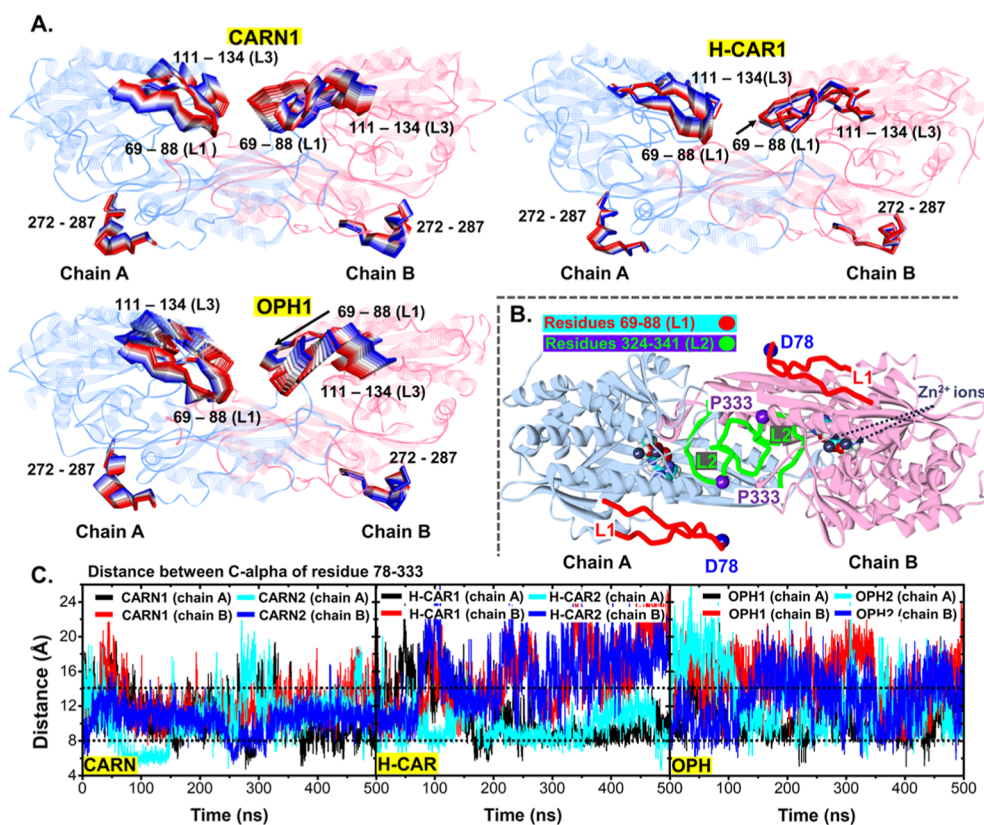 A.
CARN1
111 – 134 (L3)
69 – 88 (L1)
69 – 88 (L1)
111 – 134 (L3)
272 - 287
272 - 287
Chain A
Chain B
H-CAR1
111 – 134 (L3)
69 – 88 (L1)
69 – 88 (L1)
111 – 134 (L3)
272 - 287
272 - 287
Chain A
Chain B
OPH1
111 – 134 (L3)
69 – 88 (L1)
69 – 88 (L1)
111 – 134 (L3)
272 - 287
272 - 287
Chain A
Chain B
B.
Residues 69-88 (L1)
Residues 324-341 (L2)
D78
L1
Zn2+ ions
P333
L2
L2
P333
L1
D78
Chain A
Chain B
C.
Distance between C-alpha of residue 78-333
CARN1 (chain A) CARN2 (chain A)
CARN1 (chain B) CARN2 (chain B)
H-CAR1 (chain A) H-CAR2 (chain A)
H-CAR1 (chain B) H-CAR2 (chain B)
OPH1 (chain A) OPH2 (chain A)
OPH1 (chain B) OPH2 (chain B)
Distance (Å)
24
20
16
12
8
4
CARN
H-CAR
OPH
0 100 200 300 400 500 100 200 300 400 500 100 200 300 400 500
Time (ns) Time (ns) Time (ns)